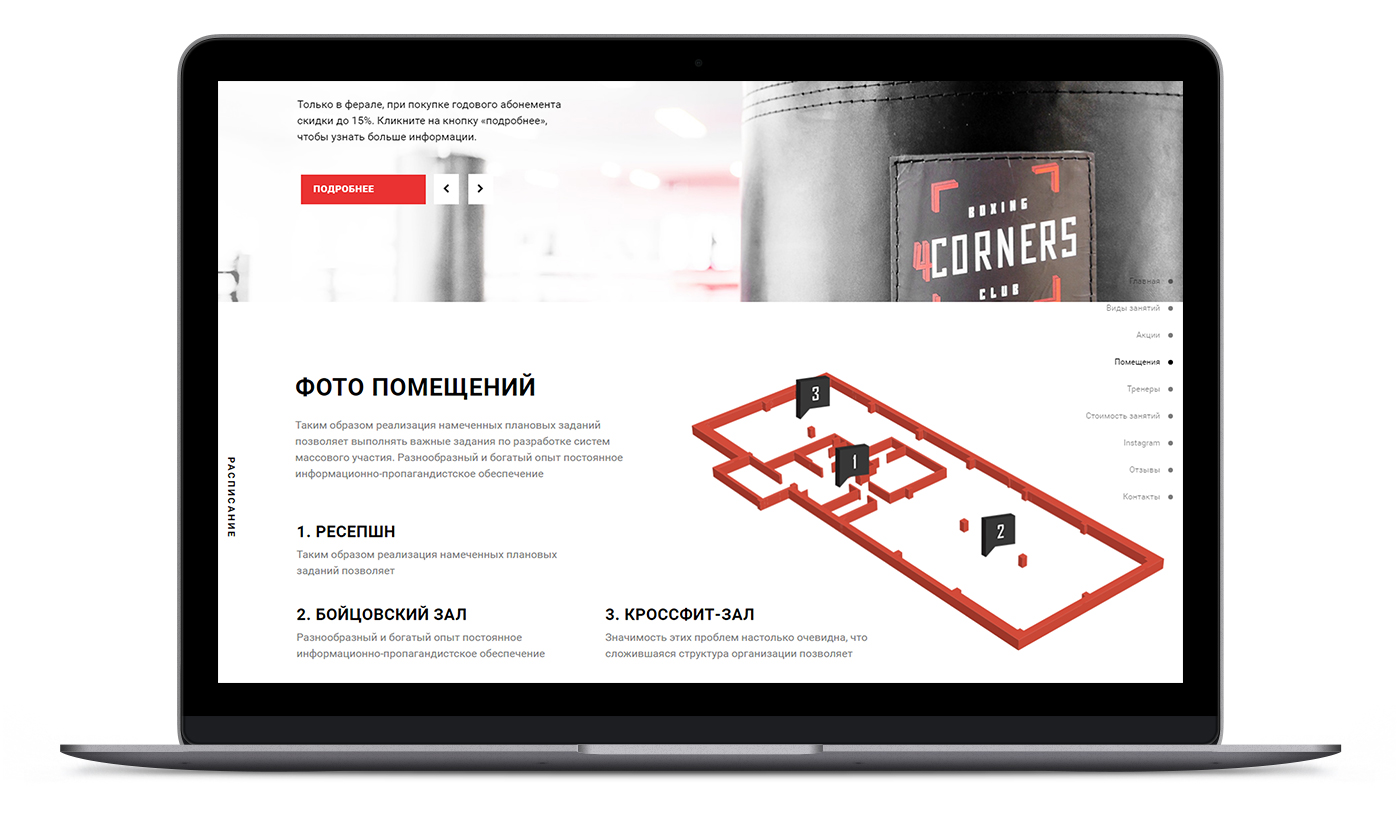 Только в ферале, при покупке годового абонемента
скидки до 15%. Кликните на кнопку «подробнее»,
чтобы узнать больше информации.
ПОДРОБНЕЕ
BOXING
4CORNERS
CLUB
Главная
Виды занятий
Акции
Помещения
Тренеры
Стоимость занятий
Instagram
Отзывы
Контакты
РАСПИСАНИЕ
ФОТО ПОМЕЩЕНИЙ
Таким образом реализация намеченных плановых заданий
позволяет выполнять важные задания по разработке систем
массового участия. Разнообразный и богатый опыт постоянное
информационно-пропагандистское обеспечение
3
1
2
1. РЕСЕПШН
Таким образом реализация намеченных плановых
заданий позволяет
2. БОЙЦОВСКИЙ ЗАЛ
Разнообразный и богатый опыт постоянное
информационно-пропагандистское обеспечение
3. КРОССФИТ-ЗАЛ
Значимость этих проблем настолько очевидна, что
сложившаяся структура организации позволяет